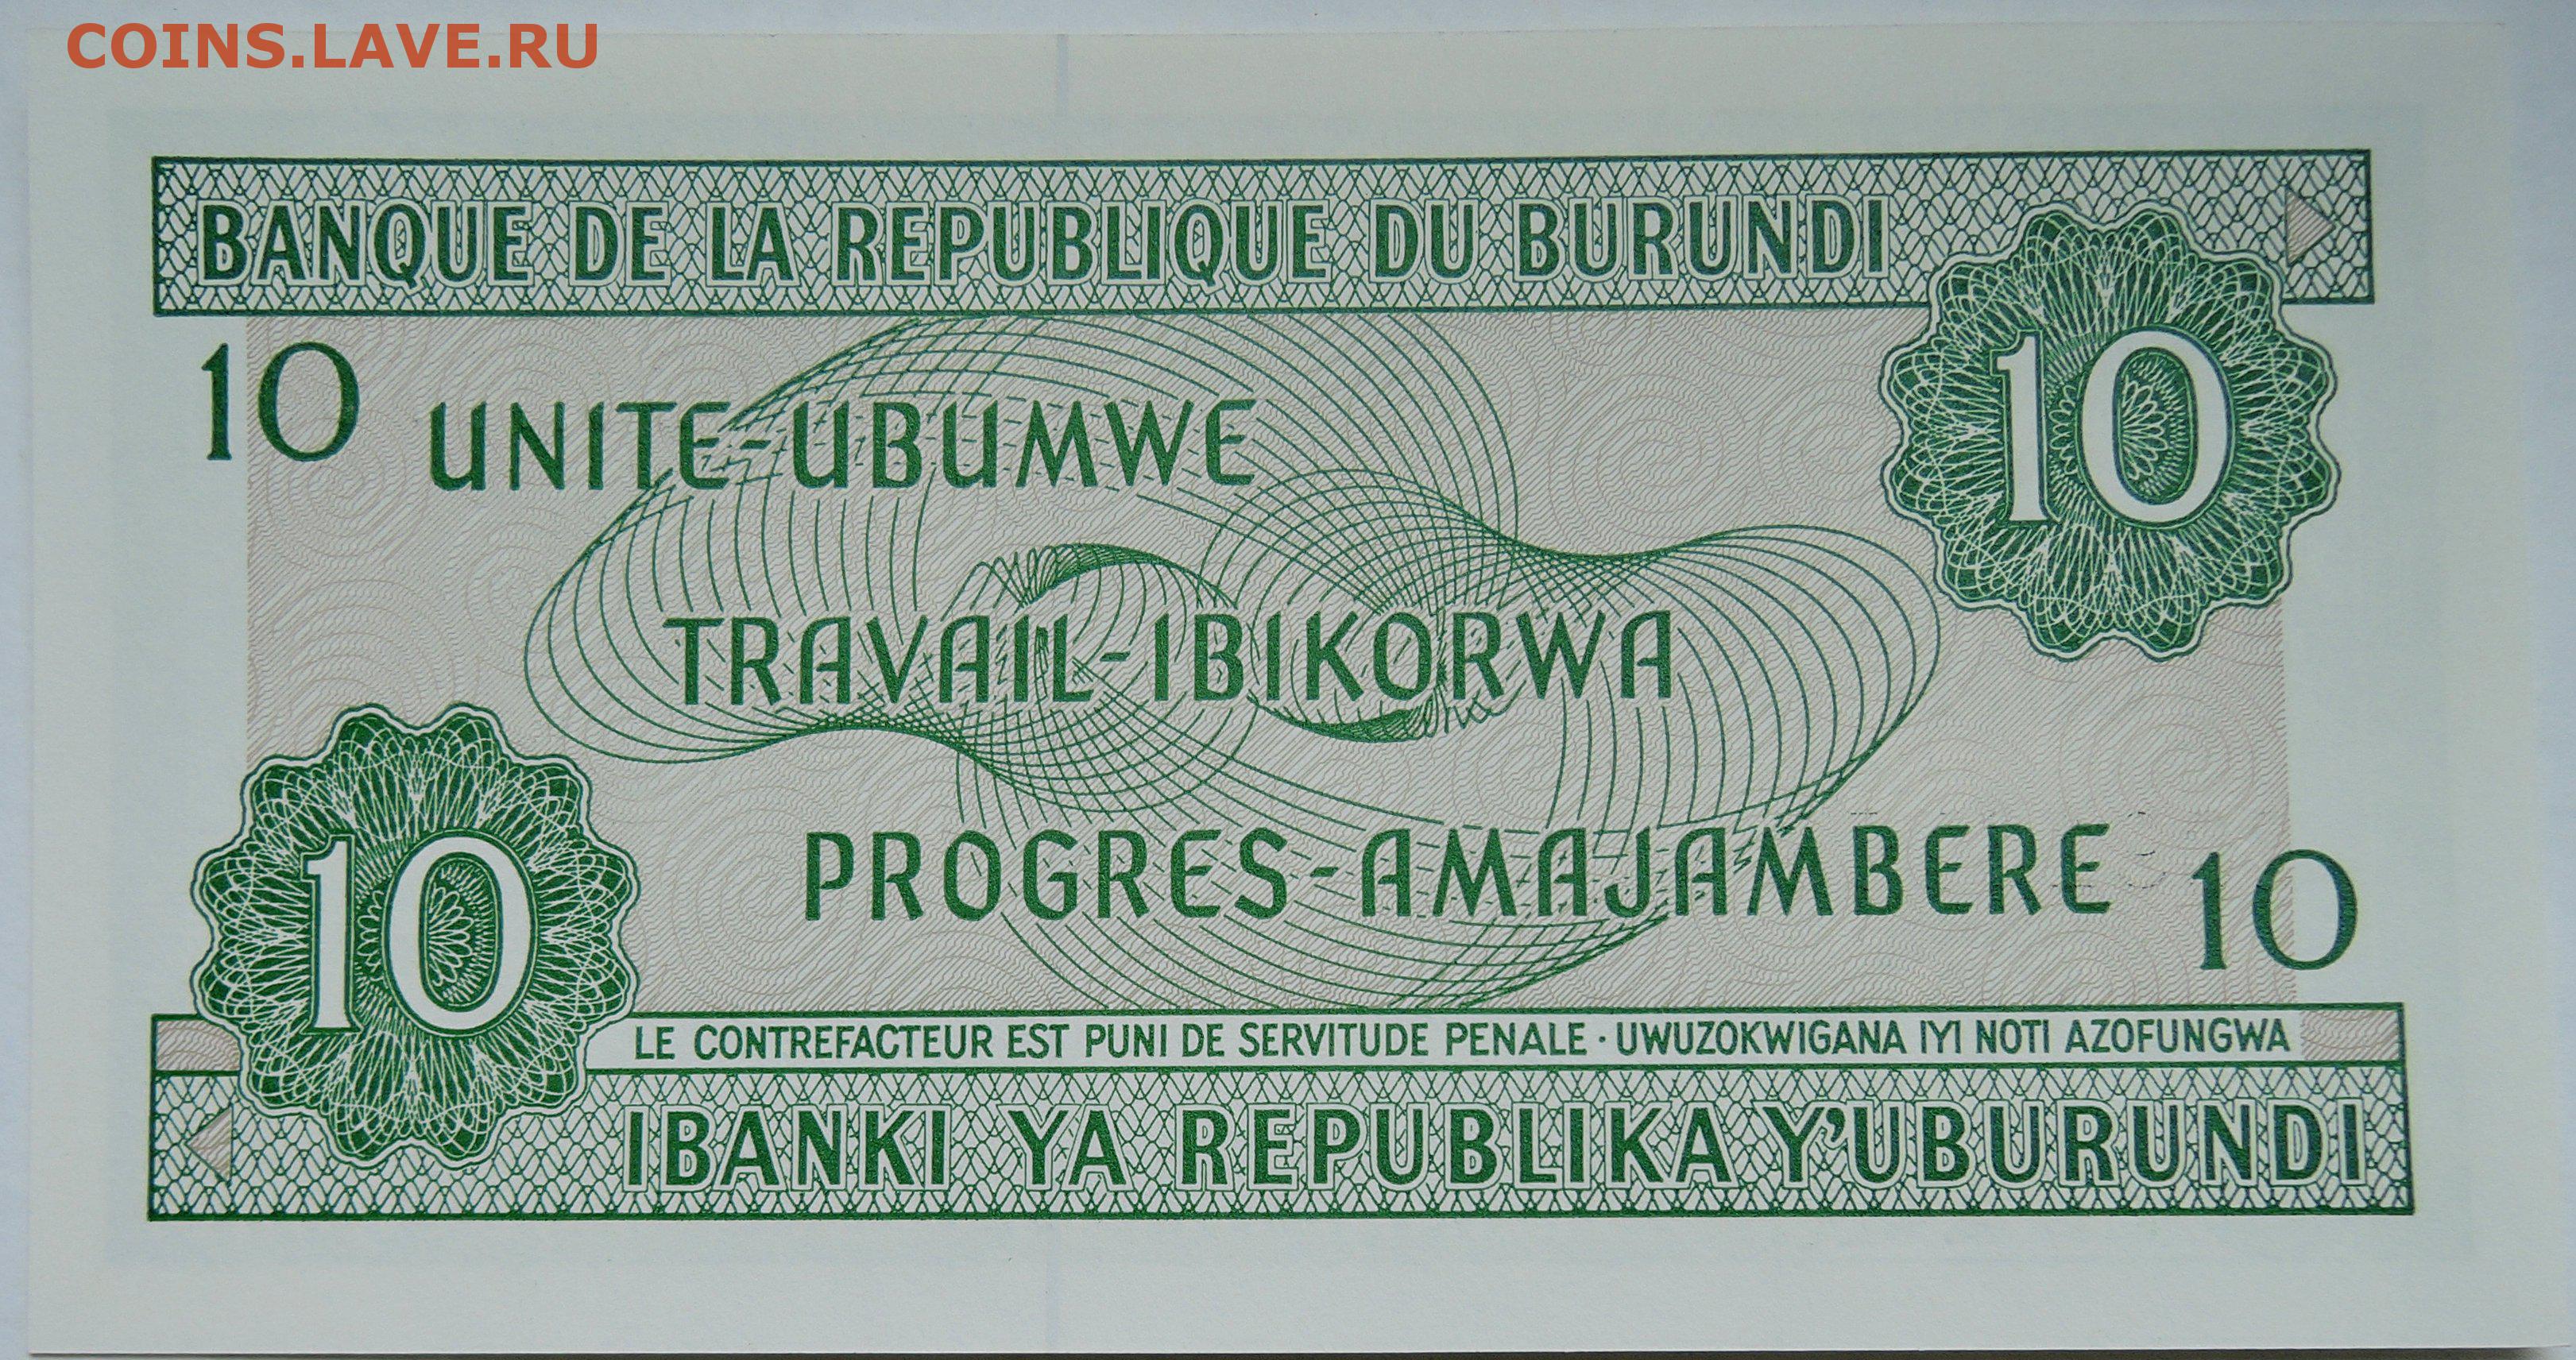 COINS.LAVE.RU
BANQUE DE LA REPUBLIQUE DU BURUNDI
10
10
UNITE-UBUMWE
TRAVAIL-IBIKORWA
PROGRES-AMAJAMBERE
10
10
LE CONTREFACTEUR EST PUNI DE SERVITUDE PENALE · UWUZOKWIGANA IYI NOTI AZOFUNGWA
IBANKI YA REPUBLIKA Y'UBURUNDI